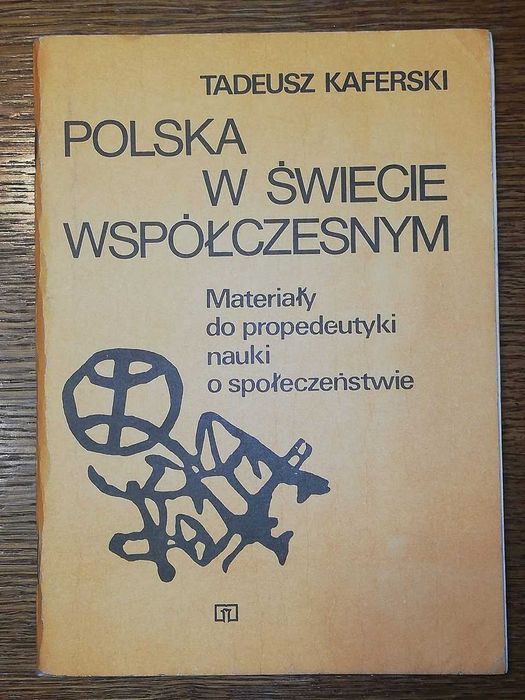 TADEUSZ KAFERSKI
POLSKA
W ŚWIECIE
WSPÓŁCZESNYM
Materiały
do propedeutyki
nauki
o społeczeństwie